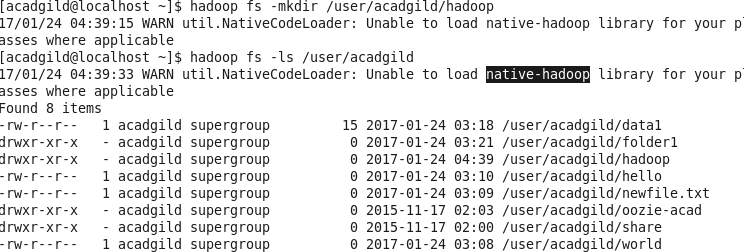 [acadgild@localhost ~]$ hadoop fs -mkdir /user/acadgild/hadoop
17/01/24 04:39:15 WARN util.NativeCodeLoader: Unable to load native-hadoop library for your pl
asses where applicable
[acadgild@localhost ~]$ hadoop fs -ls /user/acadgild
17/01/24 04:39:33 WARN util.NativeCodeLoader: Unable to load native-hadoop library for your pl
asses where applicable
Found 8 items
-rw-r--r--   1 acadgild supergroup         15 2017-01-24 03:18 /user/acadgild/data1
drwxr-xr-x   - acadgild supergroup          0 2017-01-24 03:21 /user/acadgild/folder1
drwxr-xr-x   - acadgild supergroup          0 2017-01-24 04:39 /user/acadgild/hadoop
-rw-r--r--   1 acadgild supergroup          0 2017-01-24 03:10 /user/acadgild/hello
-rw-r--r--   1 acadgild supergroup          0 2017-01-24 03:09 /user/acadgild/newfile.txt
drwxr-xr-x   - acadgild supergroup          0 2015-11-17 02:03 /user/acadgild/oozie-acad
drwxr-xr-x   - acadgild supergroup          0 2015-11-17 02:00 /user/acadgild/share
-rw-r--r--   1 acadgild supergroup          0 2017-01-24 03:08 /user/acadgild/world